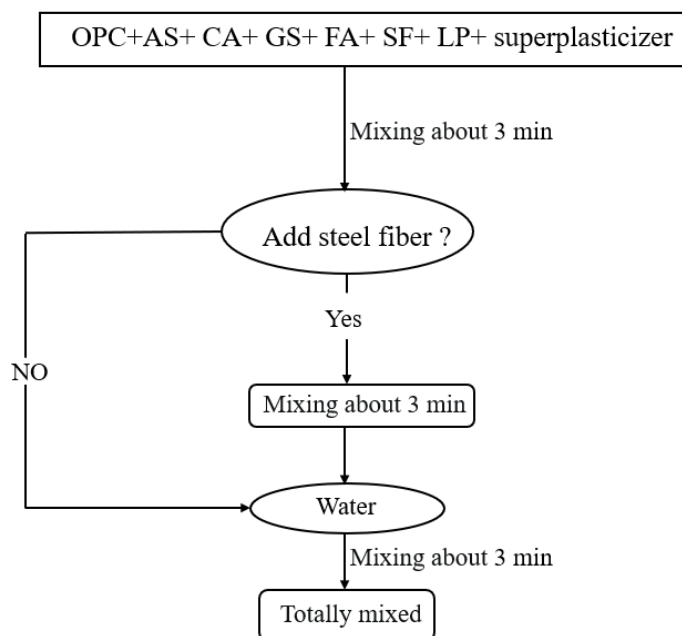 OPC+AS+ CA+ GS+ FA+ SF+ LP+ superplasticizer
Mixing about 3 min
Add steel fiber ?
Yes
NO
Mixing about 3 min
Water
Mixing about 3 min
Totally mixed